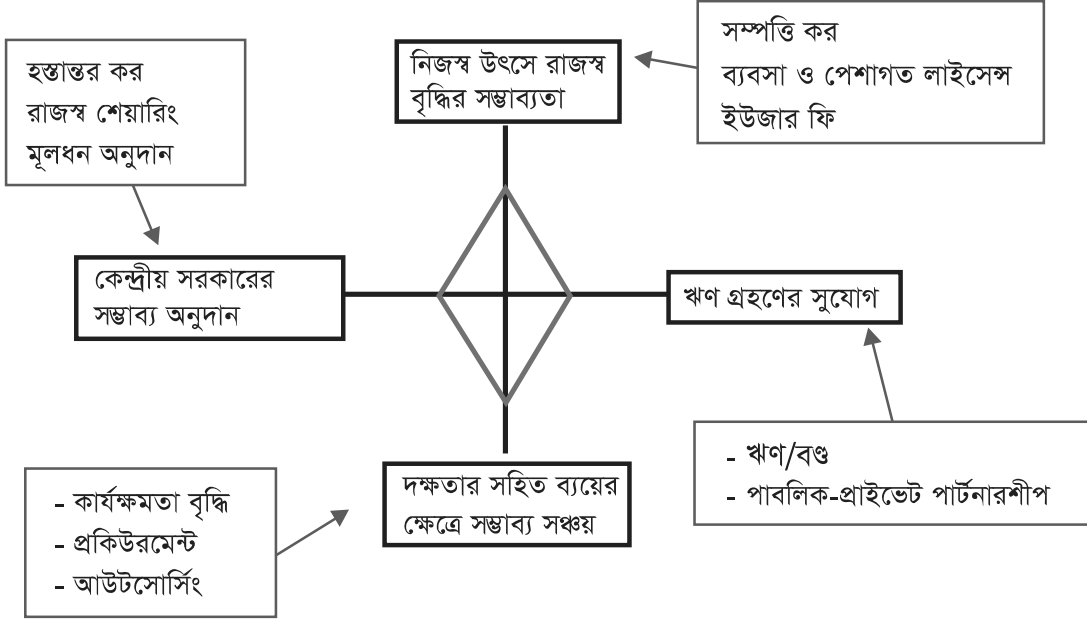 হস্তান্তর কর
রাজস্ব শেয়ারিং
মূলধন অনুদান
নিজস্ব উৎসে রাজস্ব
বৃদ্ধির সম্ভাব্যতা
সম্পত্তি কর
ব্যবসা ও পেশাগত লাইসেন্স
ইউজার ফি
কেন্দ্রীয় সরকারের
সম্ভাব্য অনুদান
ঋণ গ্রহণের সুযোগ
- কার্যক্ষমতা বৃদ্ধি
- প্রকিউরমেন্ট
- আউটসোর্সিং
দক্ষতার সহিত ব্যয়ের
ক্ষেত্রে সম্ভাব্য সঞ্চয়
- ঋণ/বণ্ড
- পাবলিক-প্রাইভেট পার্টনারশীপ